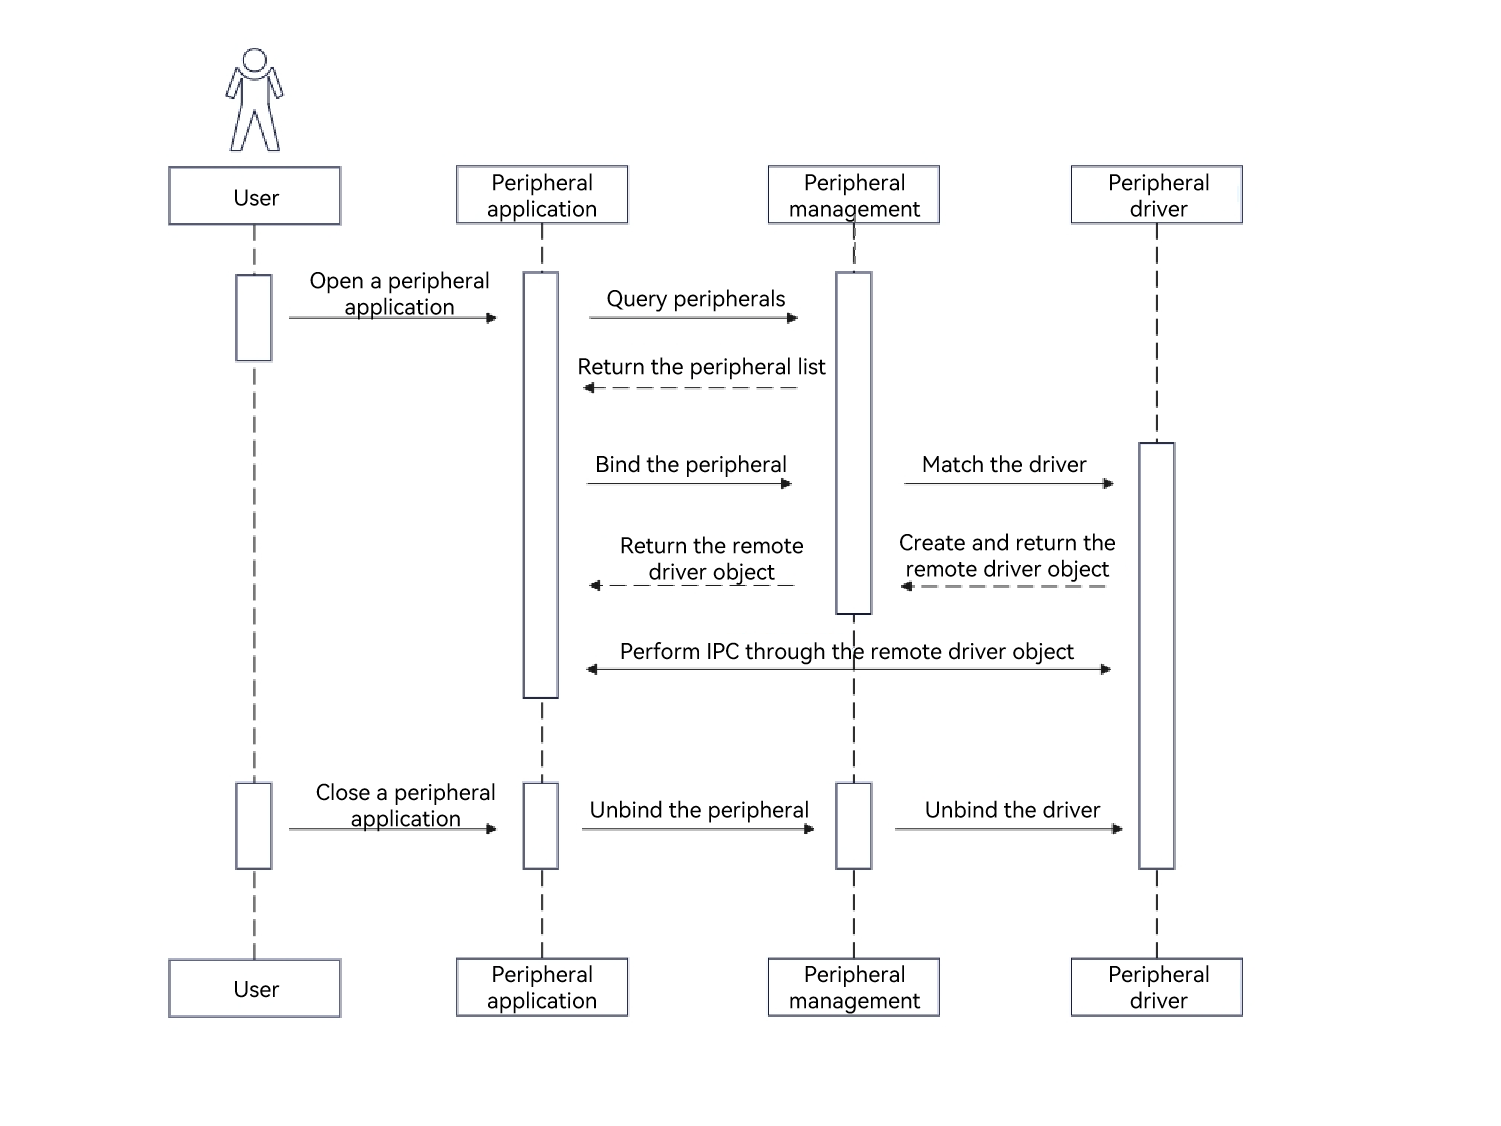 User
Peripheral
application
Peripheral
management
Peripheral
driver
Open a peripheral
application
Query peripherals
Return the peripheral list
Bind the peripheral
Match the driver
Return the remote
driver object
Create and return the
remote driver object
Perform IPC through the remote driver object
Close a peripheral
application
Unbind the peripheral
Unbind the driver
User
Peripheral
application
Peripheral
management
Peripheral
driver